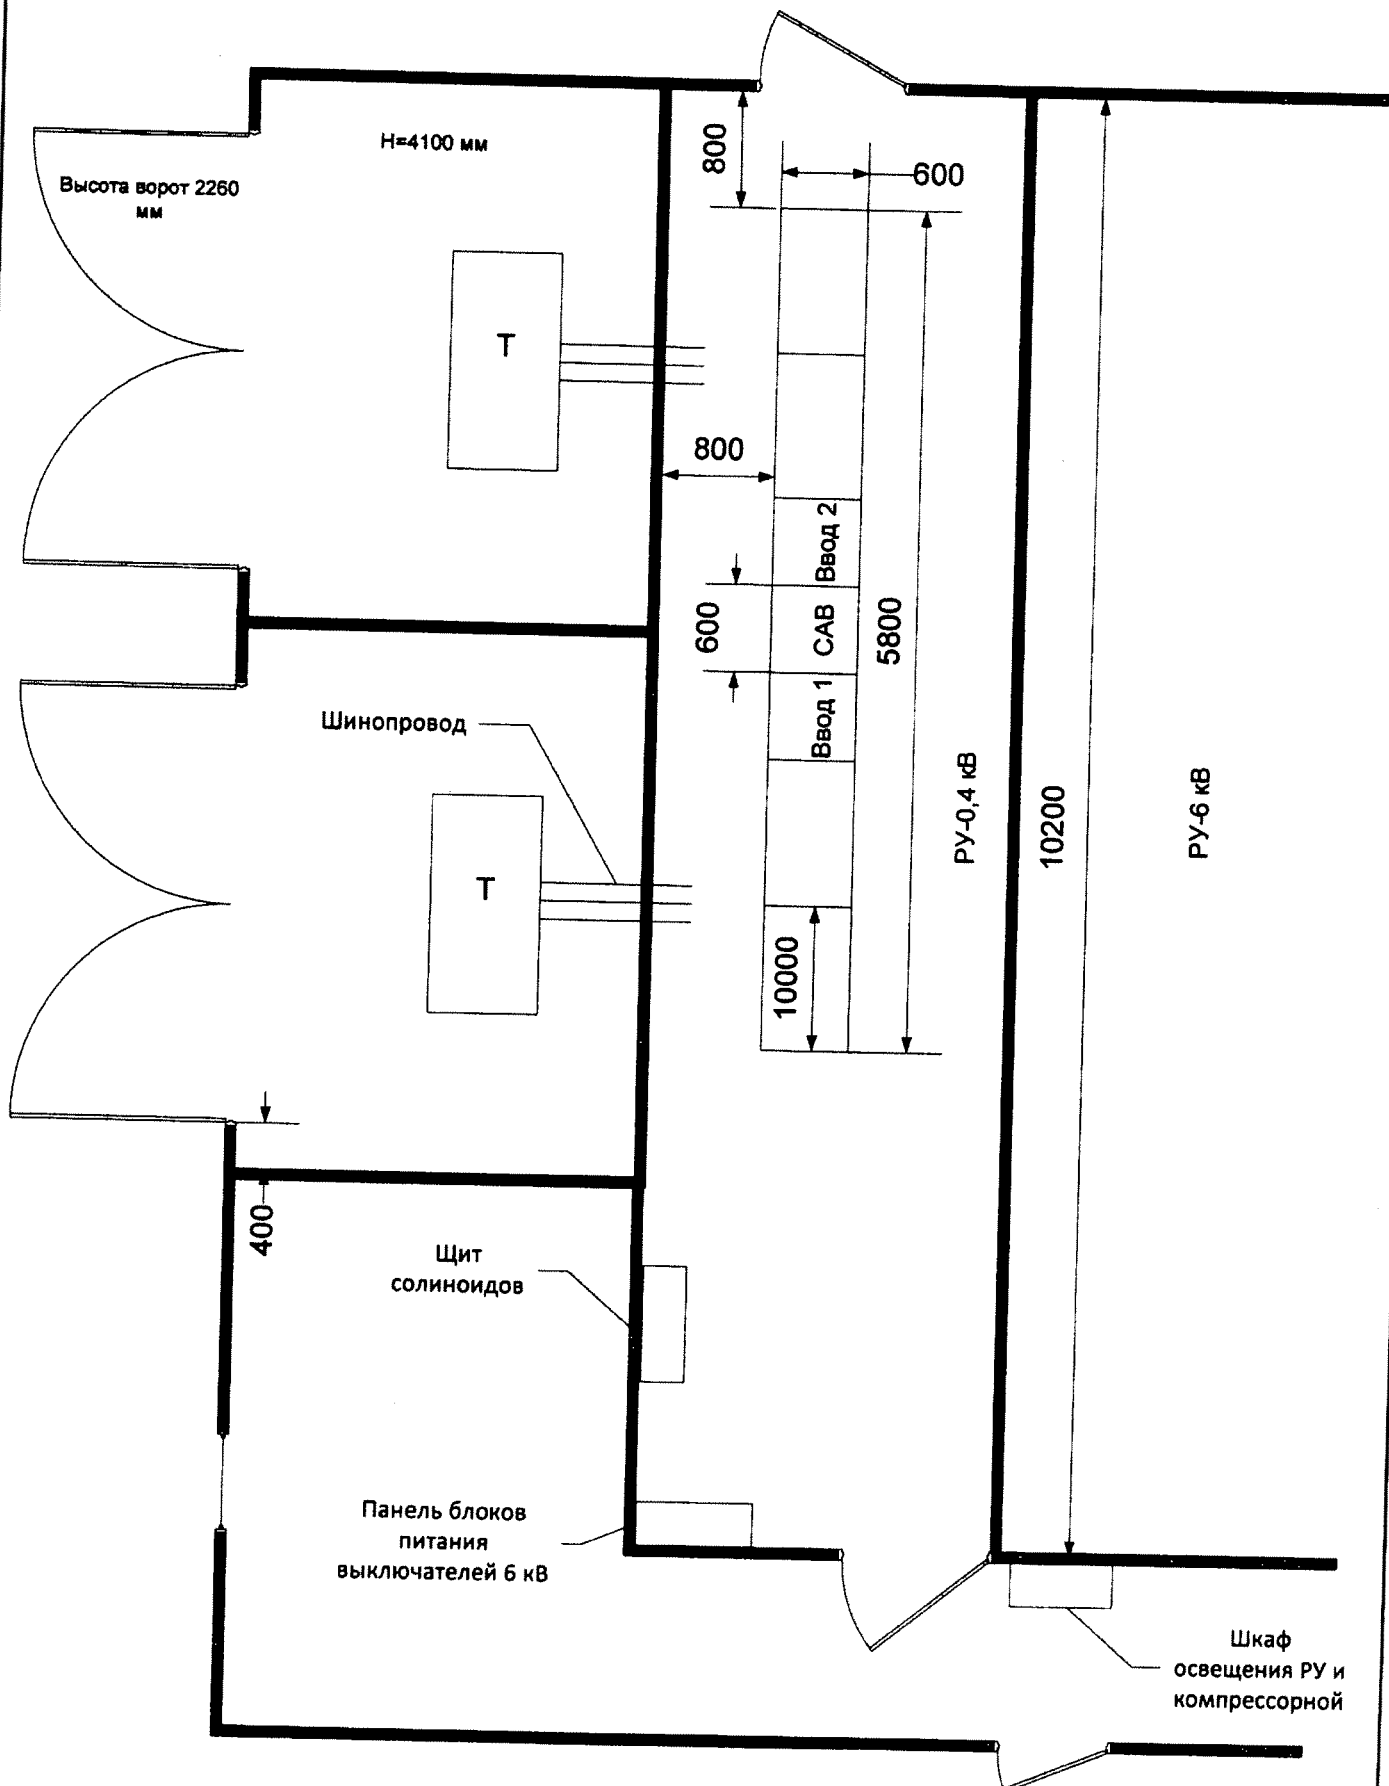 H=4100 мм
Высота ворот 2260
мм
800
600
Т
800
Ввод 2
САВ
Ввод 1
600
5800
Шинопровод
РУ-0,4 кВ
10200
РУ-6 кВ
Т
10000
400
Щит
солиноидов
Панель блоков
питания
выключателей 6 кВ
Шкаф
освещения РУ и
компрессорной